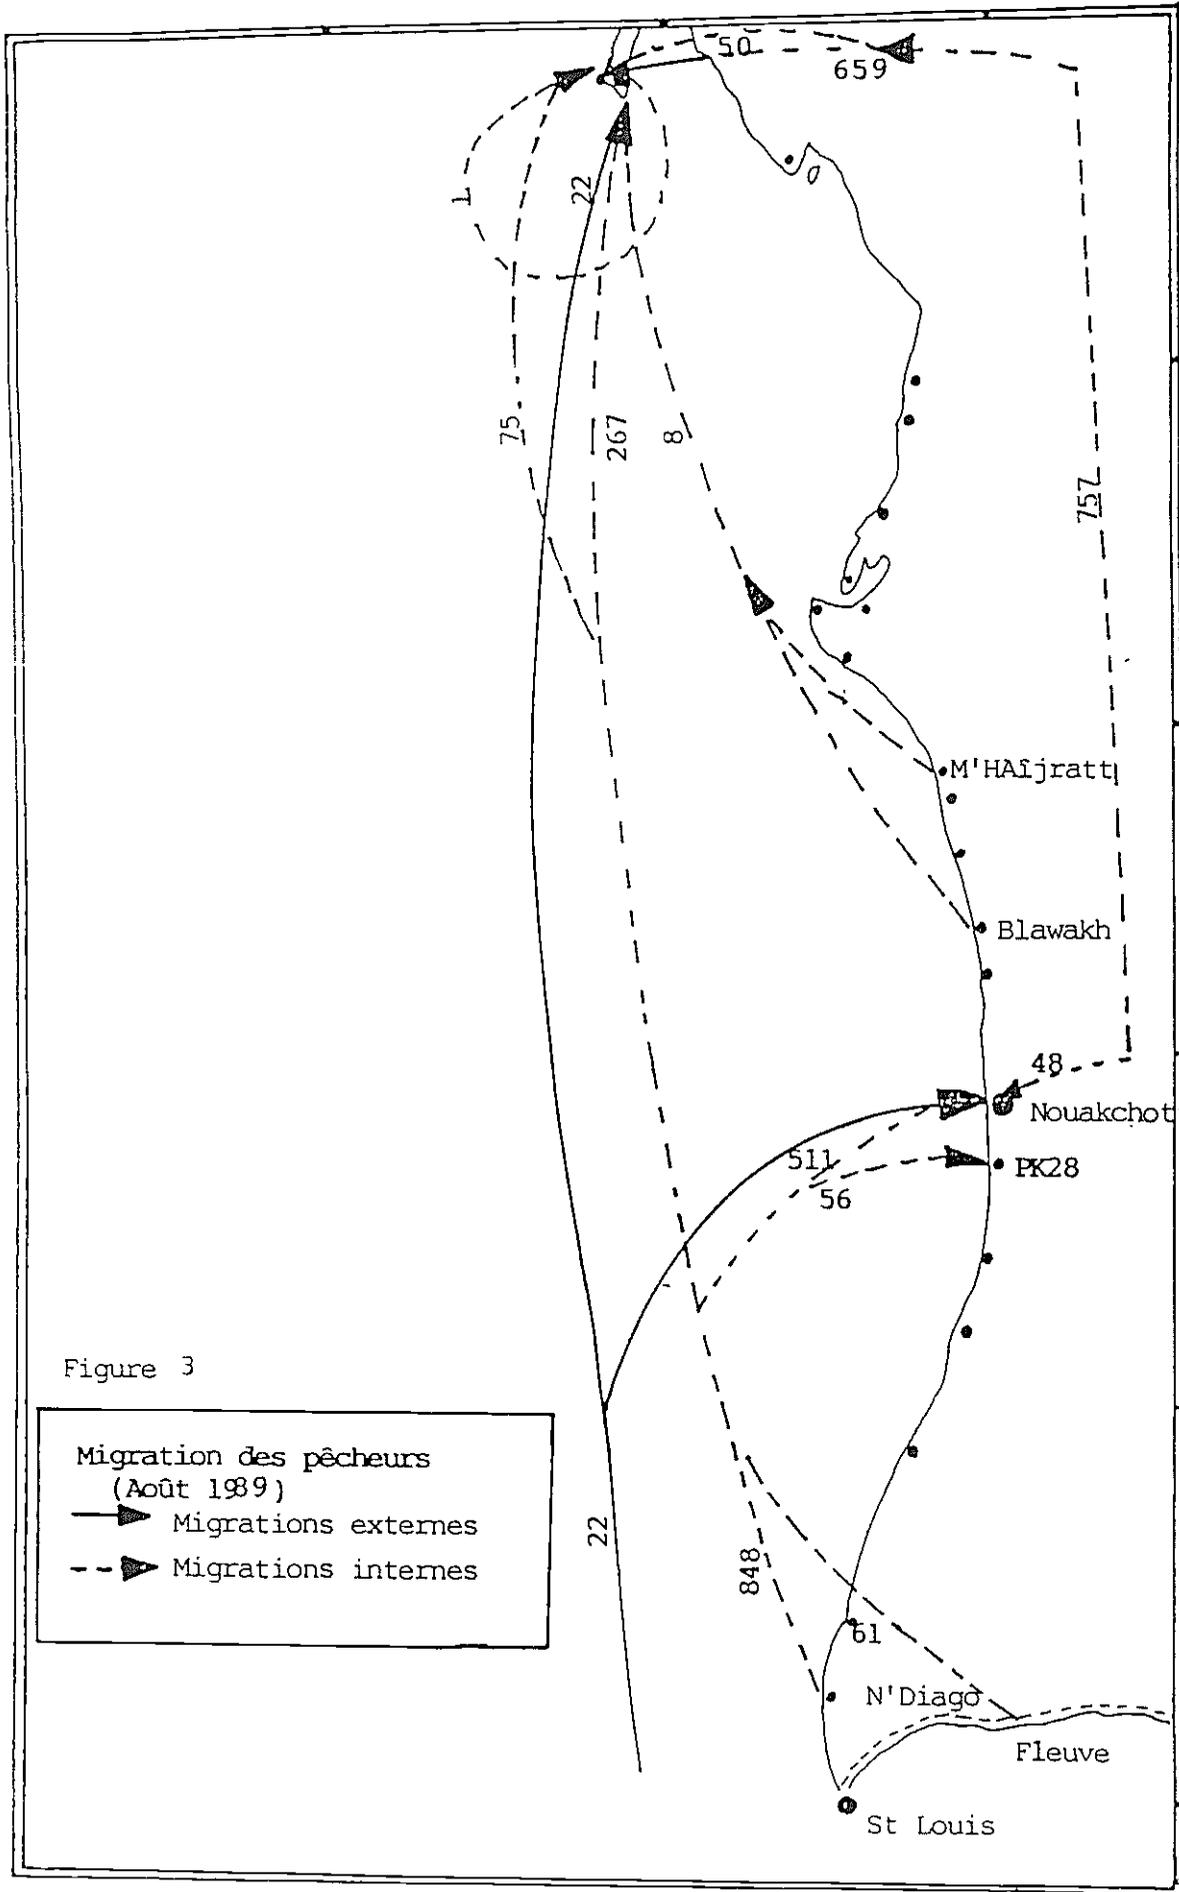 50
659
1
22
75
267
8
757
M'HAîjratt
Blawakh
48
Nouakchot
511
PK28
56
Figure 3
Migration des pêcheurs
(Août 1989)
Migrations externes
Migrations internes
22
848
61
N'Diago
Fleuve
St Louis